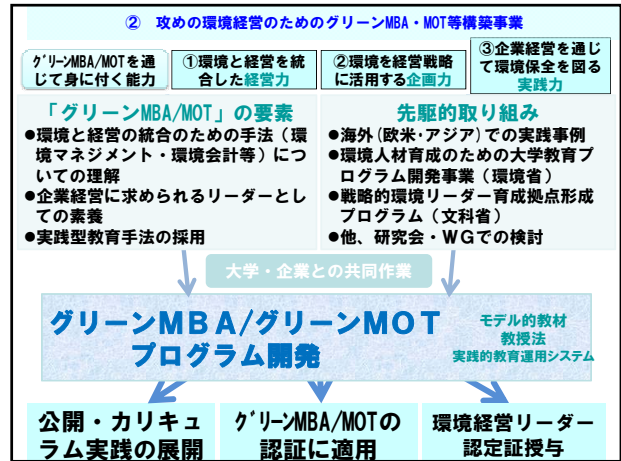 ② 攻めの環境経営のためのグリーンMBA・MOT等構築事業
グリーンMBA/MOTを通
じて身に付く能力
①環境と経営を統
合した経営力
②環境を経営戦略
に活用する企画力
③企業経営を通じ
て環境保全を図る
実践力
「グリーンMBA/MOT」の要素
●環境と経営の統合のための手法(環
境マネジメント・環境会計等)につい
ての理解
●企業経営に求められるリーダーとし
ての素養
●実践型教育手法の採用
先駆的取り組み
●海外(欧米・アジア)での実践事例
●環境人材育成のための大学教育プ
ログラム開発事業(環境省)
●戦略的環境リーダー育成拠点形成
プログラム(文科省)
●他、研究会・WGでの検討
大学・企業との共同作業
グリーンMBA/グリーンMOT
プログラム開発
モデル的教材
教授法
実践的教育運用システム
公開・カリキュ
ラム実践の展開
グリーンMBA/MOTの
認証に適用
環境経営リーダー
認定証授与